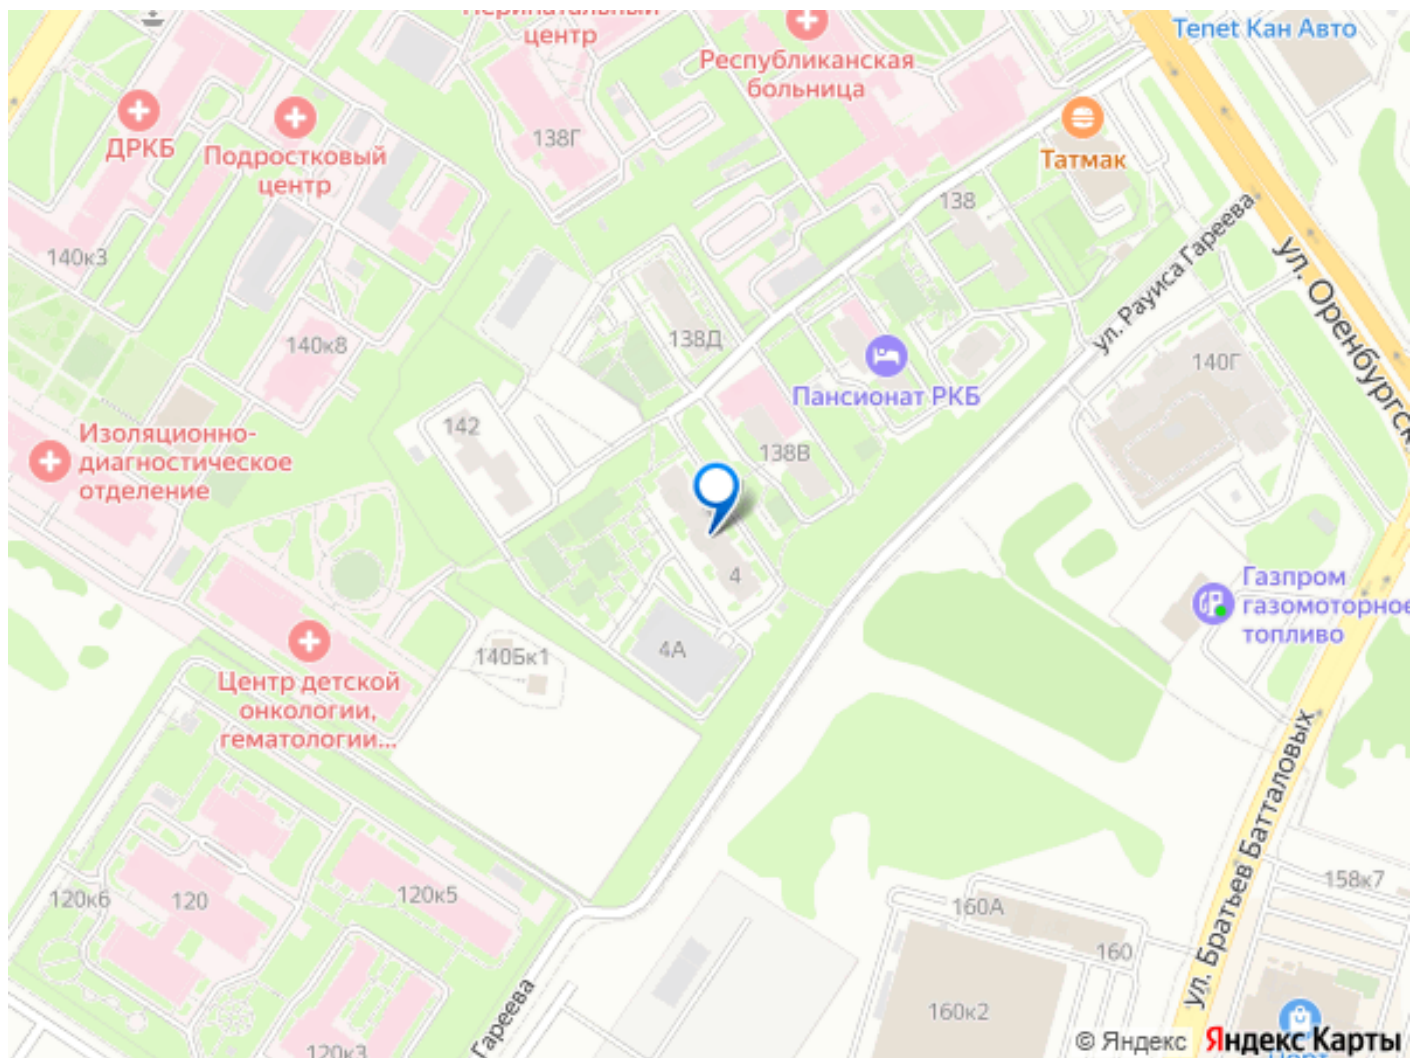 Перинатальный
центр
Республиканская
больница
Tenet Кан Авто
ДРКБ
Подростковый
центр
138Г
Татмак
138
ул. Рауиса Гареева
ул. Оренбургск
140к3
140к8
138Д
140Г
Пансионат РКБ
142
138В
Изоляционно-
диагностическое
отделение
4
Газпром
газомоторное
топливо
4А
140Бк1
Центр детской
онкологии,
гематологии...
ул. Братьев Батталовых
120к6
120
120к5
158к7
160А
160
160к2
Гареева
120к3
© Яндекс
Яндекс Карты